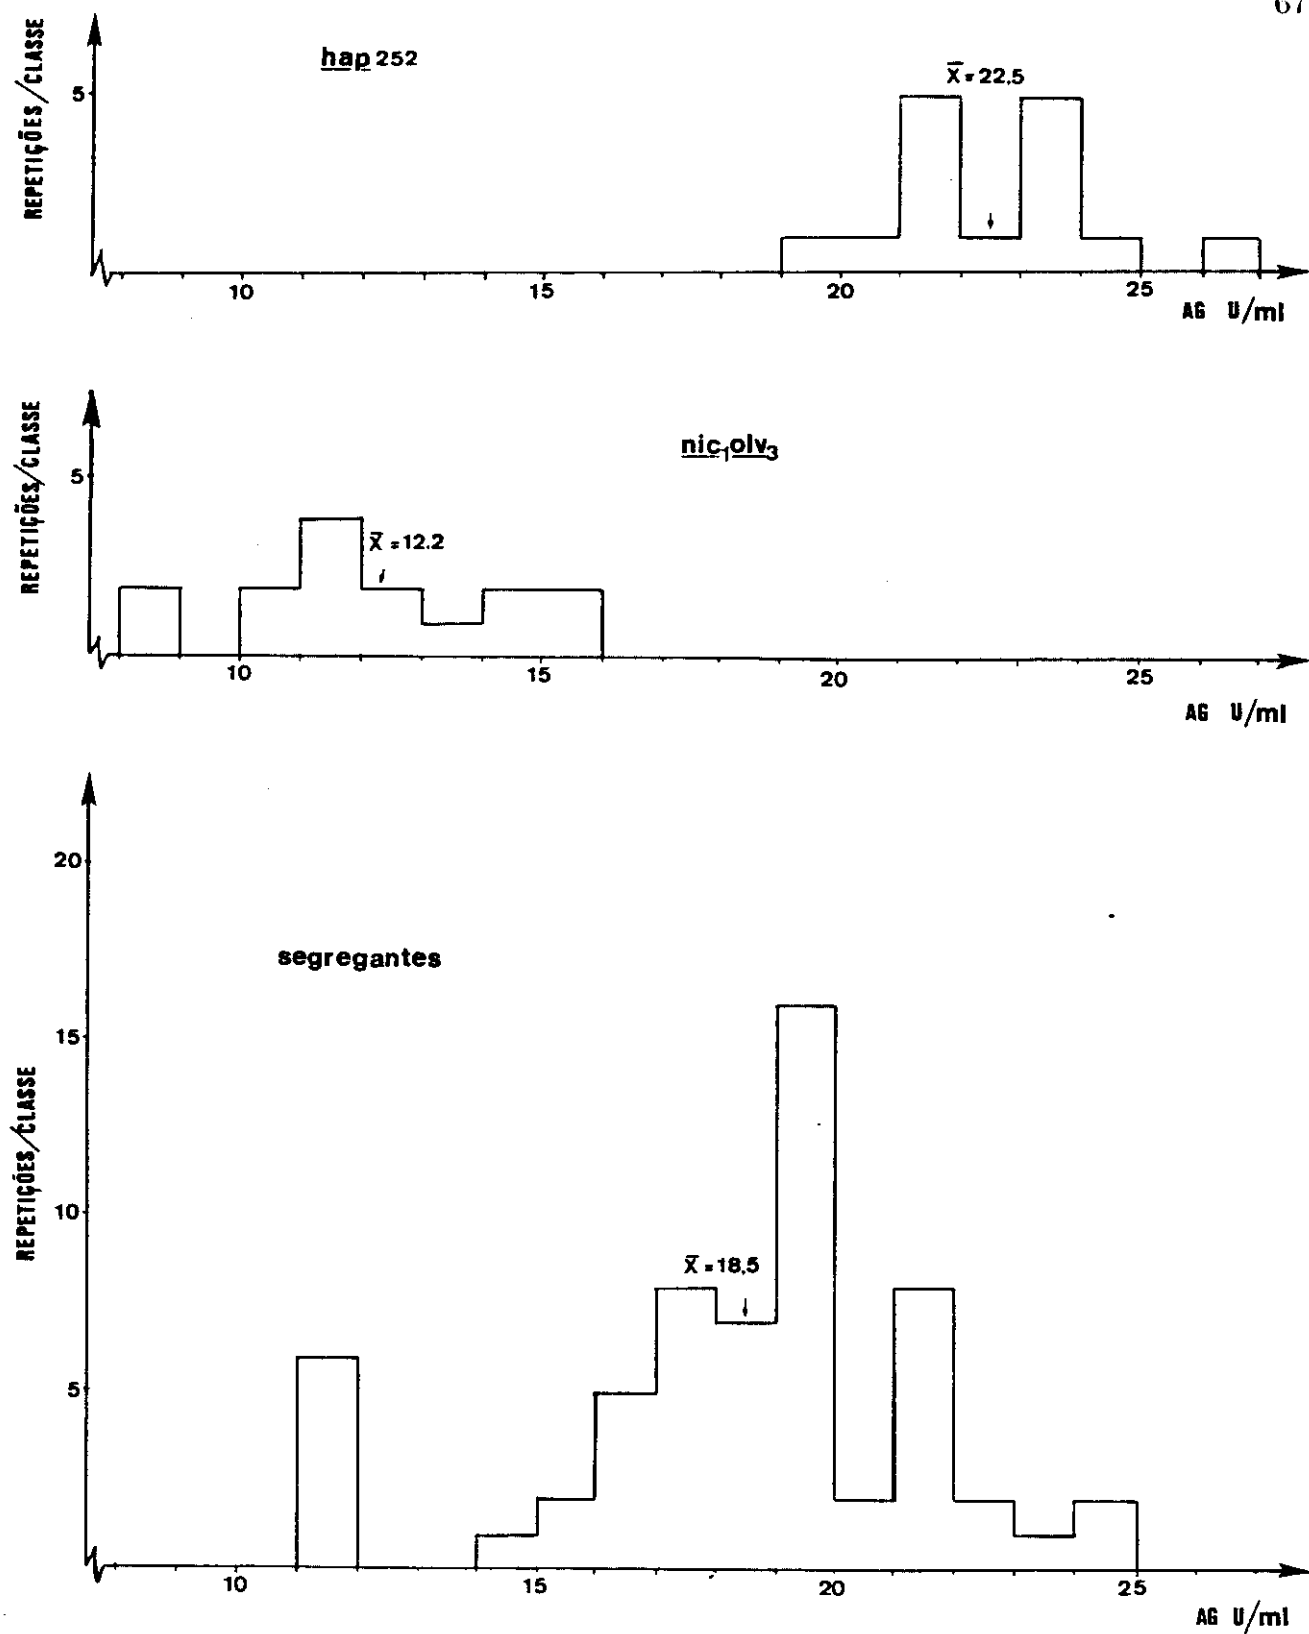 67
REPETIÇÕES/CLASSE
hap 252
X̄ = 22,5
5
10 15 20 25
AG U/ml
REPETIÇÕES/CLASSE
nic₁olv₃
5
X̄ = 12.2
10 15 20 25
AG U/ml
REPETIÇÕES/CLASSE
20
segregantes
15
10
X̄ = 18,5
5
10 15 20 25
AG U/ml